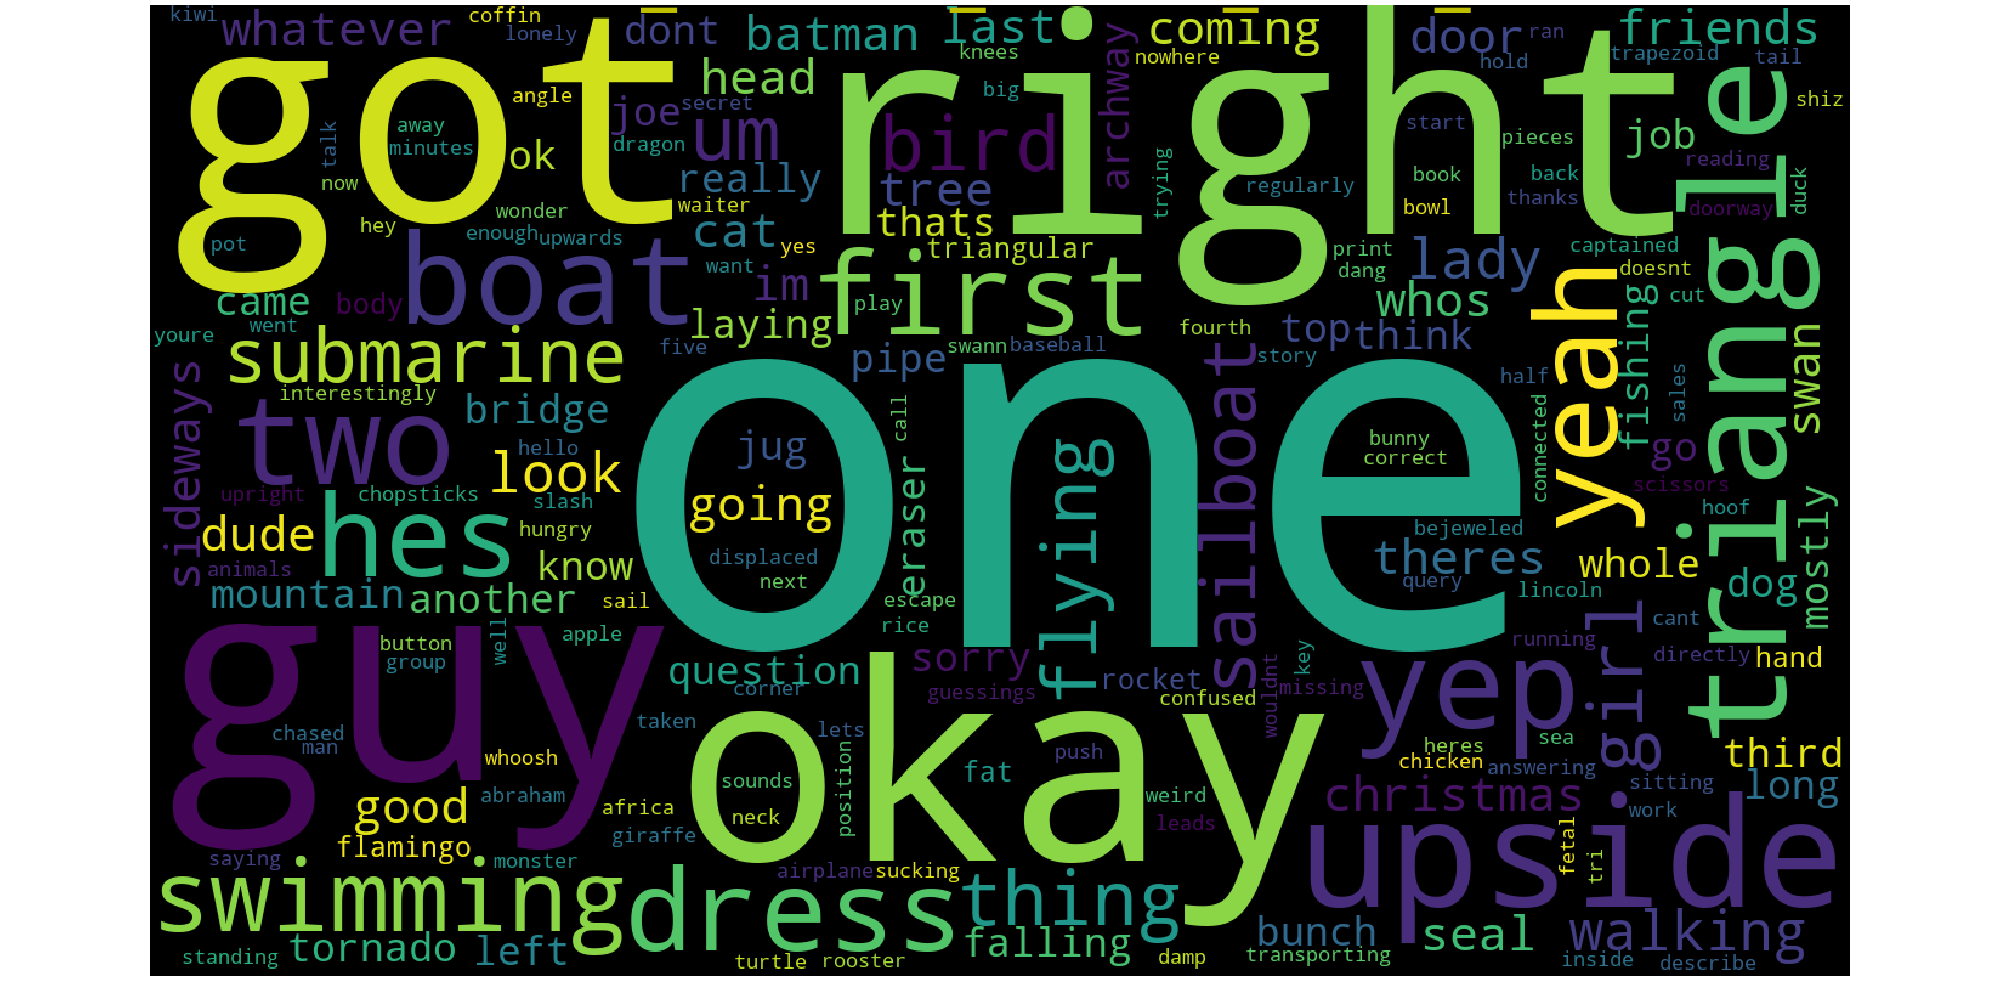 kiwi
coffin
whatever
lonely
dont
batman
last
coming
door
ran
friends
knees
nowhere
hold
trapezoid
tail
got
right
head
archway
angle
joe
secret
big
shiz
away
um
bird
start
pieces
job
talk
minutes
ok
dragon
trying
reading
now
really
tree
regularly
book
back
duck
triangle
waiter
bowl
thanks
doorway
wonder
hey
enough
upwards
cat
thats
pot
yes
triangular
print
lady
captained
boat
want
im
first
dang
doesnt
yeah
came
body
play
whos
fishing
cut
went
laying
fourth
top
think
swan
youre
submarine
five
pipe
swann
baseball
sailboat
story
sideways
half
sales
interestingly
two
bridge
call
connected
jug
flying
bunny
hello
look
correct
go
upright
chopsticks
slash
going
eraser
scissors
dude
hes
hungry
one
bejeweled
hoof
mostly
animals
know
displaced
theres
whole
next
query
lincoln
dog
mountain
another
sail
escape
rice
girl
cant
guy
button
well
apple
running
group
question
sorry
key
yep
directly
hand
corner
guessings
rocket
wouldnt
missing
confused
chased
taken
lets
okay
man
push
heres
sea
third
whoosh
position
fat
chicken
answering
sounds
sitting
good
abraham
africa
neck
weird
christmas
long
work
giraffe
leads
upside
flamingo
fetal
saying
monster
tri
swimming
airplane
sucking
dress
thing
walking
tornado
left
falling
bunch
seal
standing
turtle
rooster
damp
transporting
inside
describe